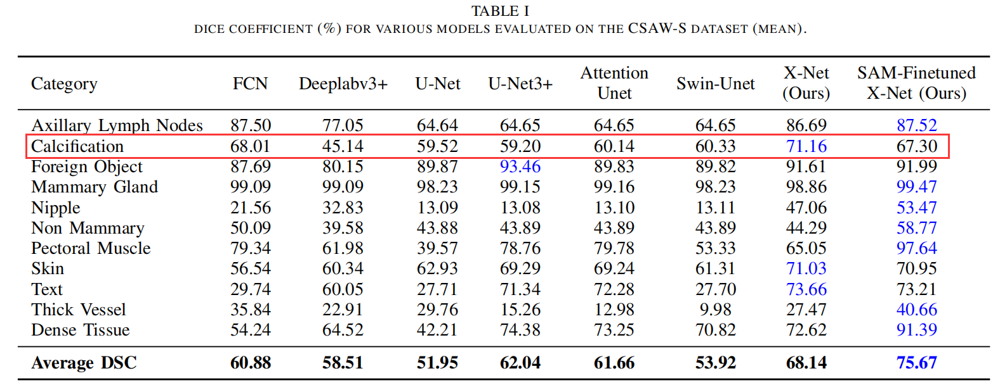 TABLE I
DICE COEFFICIENT (%) FOR VARIOUS MODELS EVALUATED ON THE CSAW-S DATASET (MEAN).
Category FCN Deeplabv3+ U-Net U-Net3+ Attention Unet Swin-Unet X-Net (Ours) SAM-Finetuned X-Net (Ours)
Axillary Lymph Nodes 87.50 77.05 64.64 64.65 64.65 64.65 86.69 87.52
Calcification 68.01 45.14 59.52 59.20 60.14 60.33 71.16 67.30
Foreign Object 87.69 80.15 89.87 93.46 89.83 89.82 91.61 91.99
Mammary Gland 99.09 99.09 98.23 99.15 99.16 98.23 98.86 99.47
Nipple 21.56 32.83 13.09 13.08 13.10 13.11 47.06 53.47
Non Mammary 50.09 39.58 43.88 43.89 43.89 43.89 44.29 58.77
Pectoral Muscle 79.34 61.98 39.57 78.76 79.78 53.33 65.05 97.64
Skin 56.54 60.34 62.93 69.29 69.24 61.31 71.03 70.95
Text 29.74 60.05 27.71 71.34 72.28 27.70 73.66 73.21
Thick Vessel 35.84 22.91 29.76 15.26 12.98 9.98 27.47 40.66
Dense Tissue 54.24 64.52 42.21 74.38 73.25 70.82 72.62 91.39
Average DSC 60.88 58.51 51.95 62.04 61.66 53.92 68.14 75.67